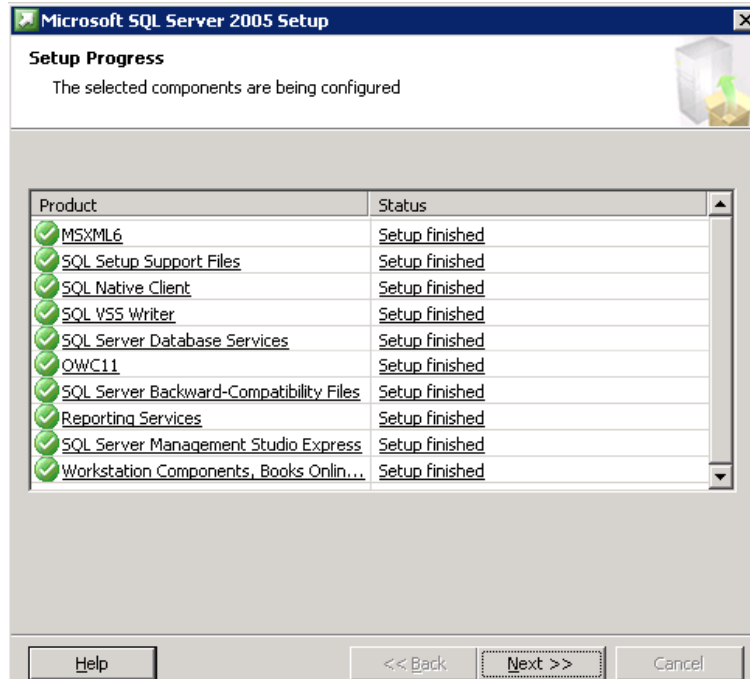 Microsoft SQL Server 2005 Setup
Setup Progress
The selected components are being configured
Product Status
MSXML6 Setup finished
SQL Setup Support Files Setup finished
SQL Native Client Setup finished
SQL VSS Writer Setup finished
SQL Server Database Services Setup finished
OWC11 Setup finished
SQL Server Backward-Compatibility Files Setup finished
Reporting Services Setup finished
SQL Server Management Studio Express Setup finished
Workstation Components, Books Onlin... Setup finished
Help << Back Next >> Cancel